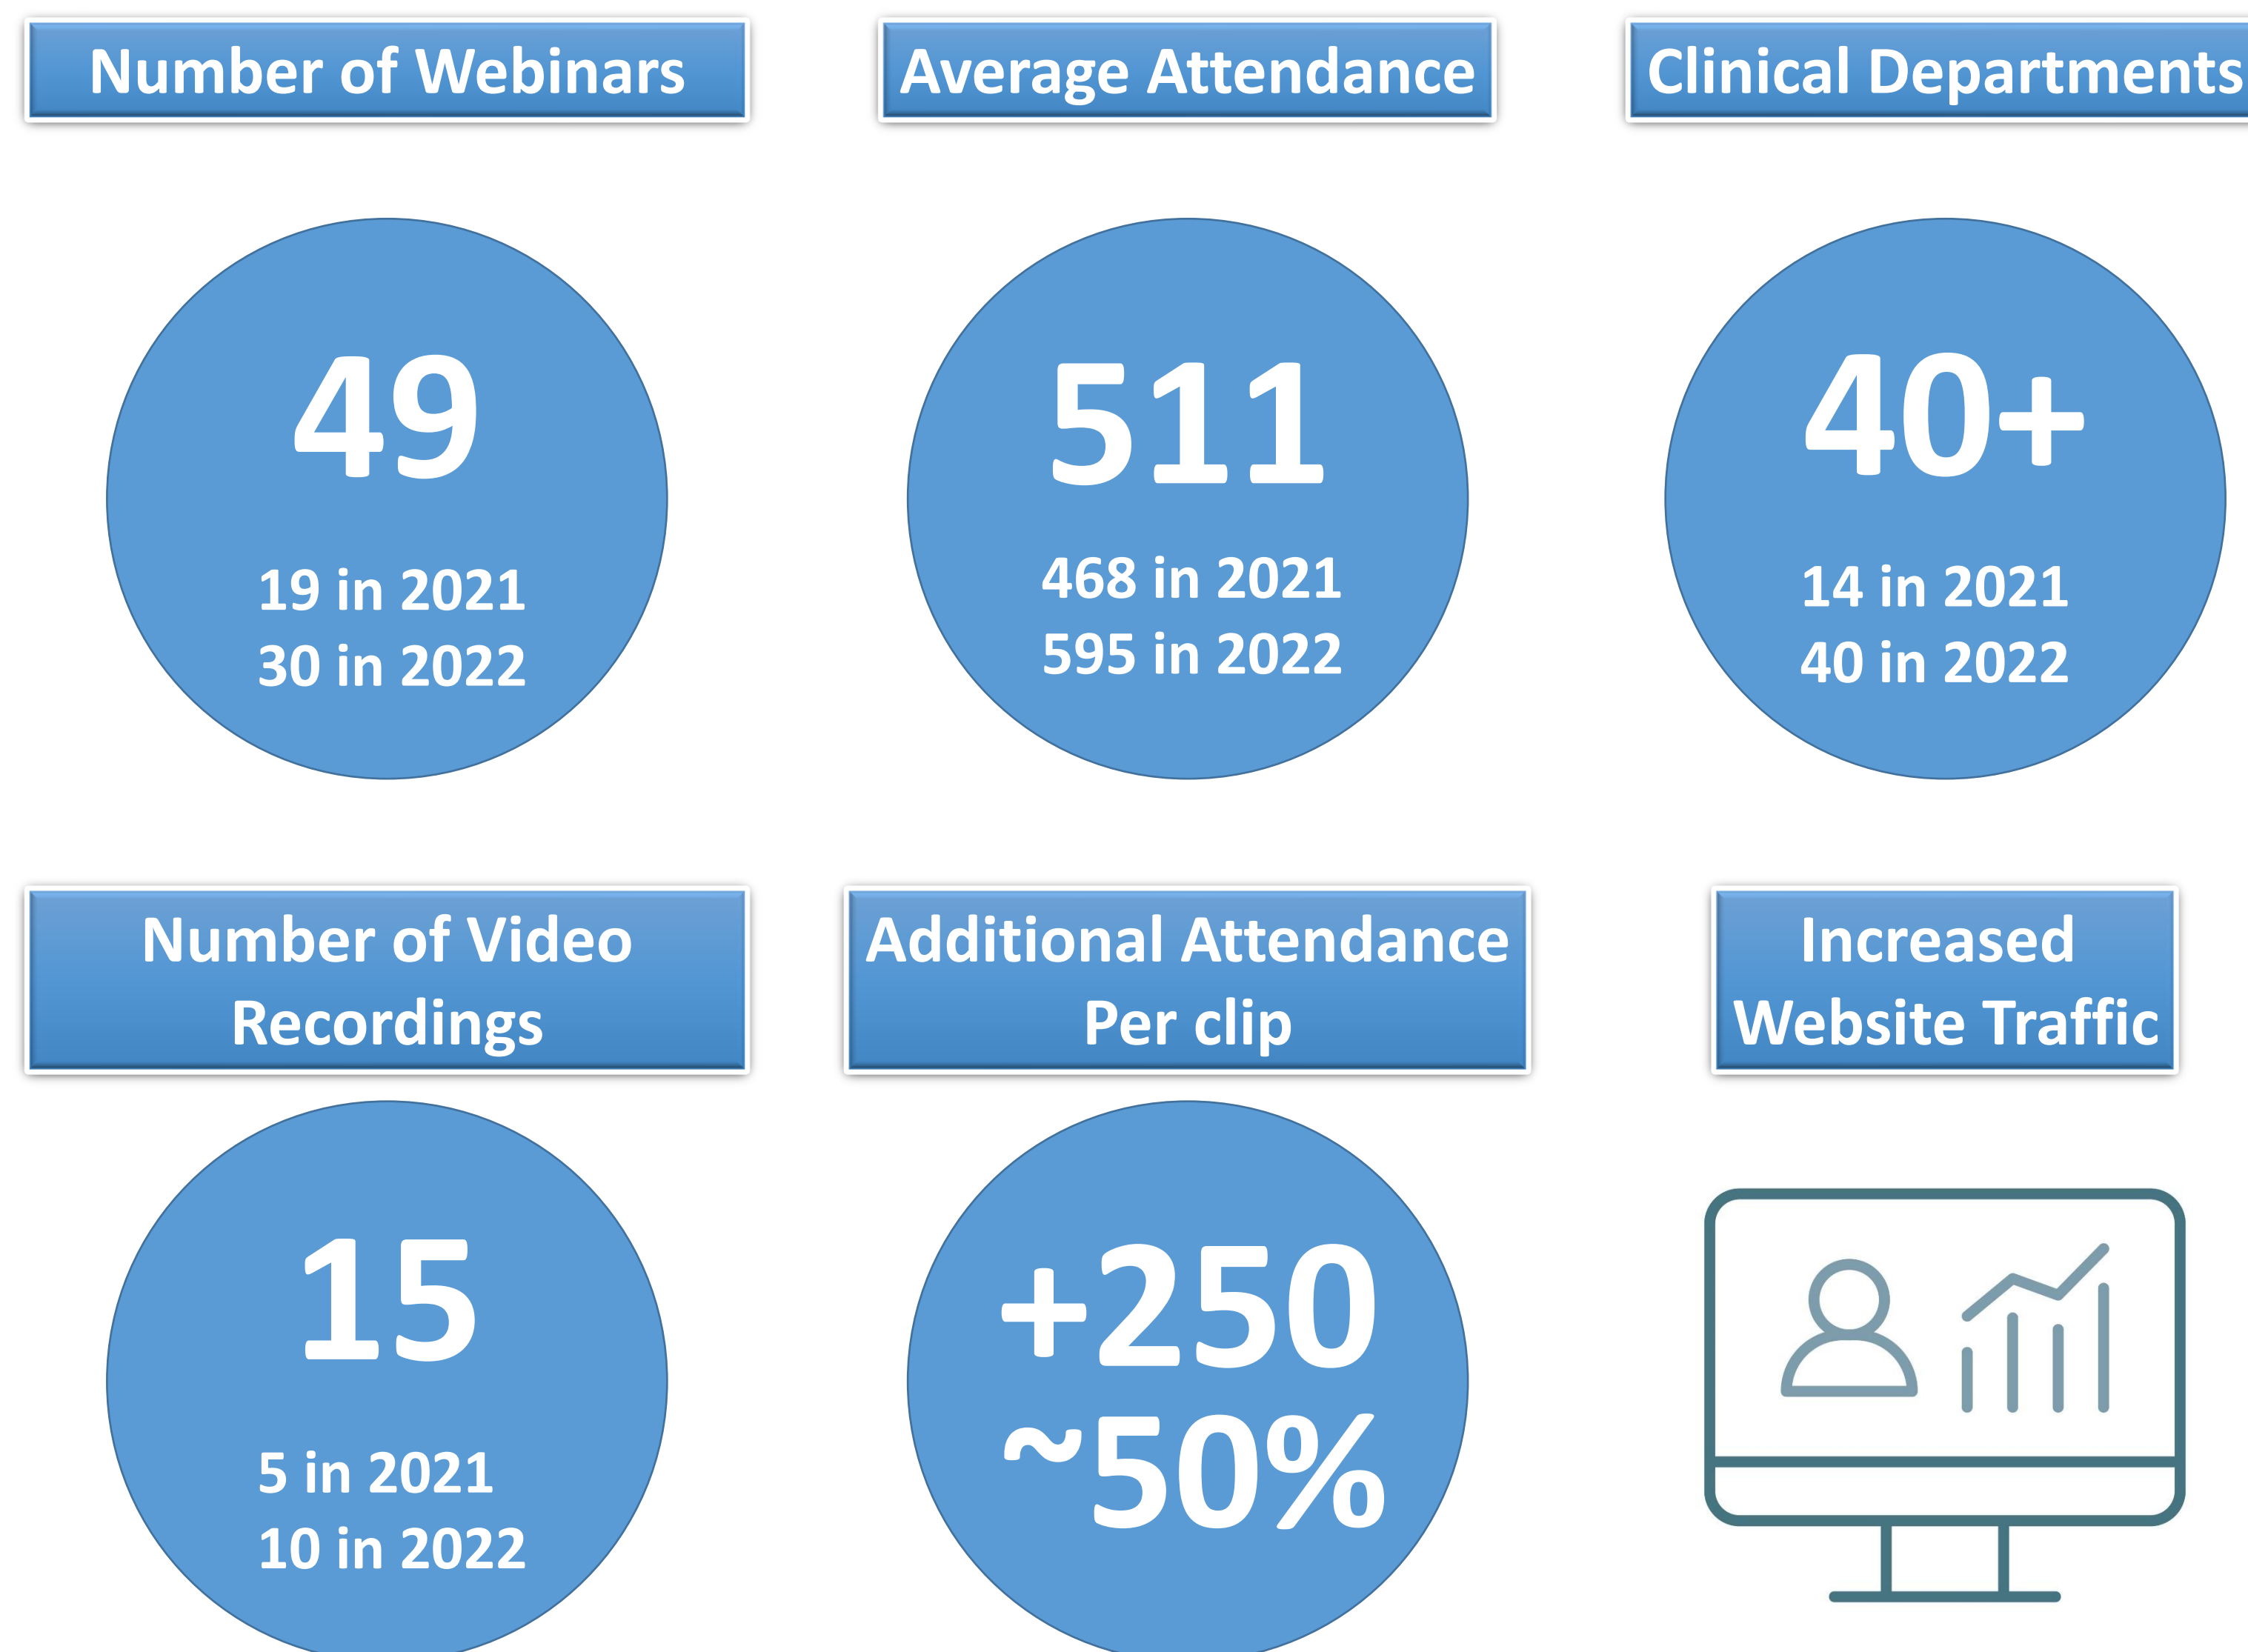 Number of Webinars
Average Attendance
Clinical Departments
49
19 in 2021
30 in 2022
511
468 in 2021
595 in 2022
40+
14 in 2021
40 in 2022
Number of Video
Recordings
Additional Attendance
Per clip
Increased
Website Traffic
15
5 in 2021
10 in 2022
+250
~50%